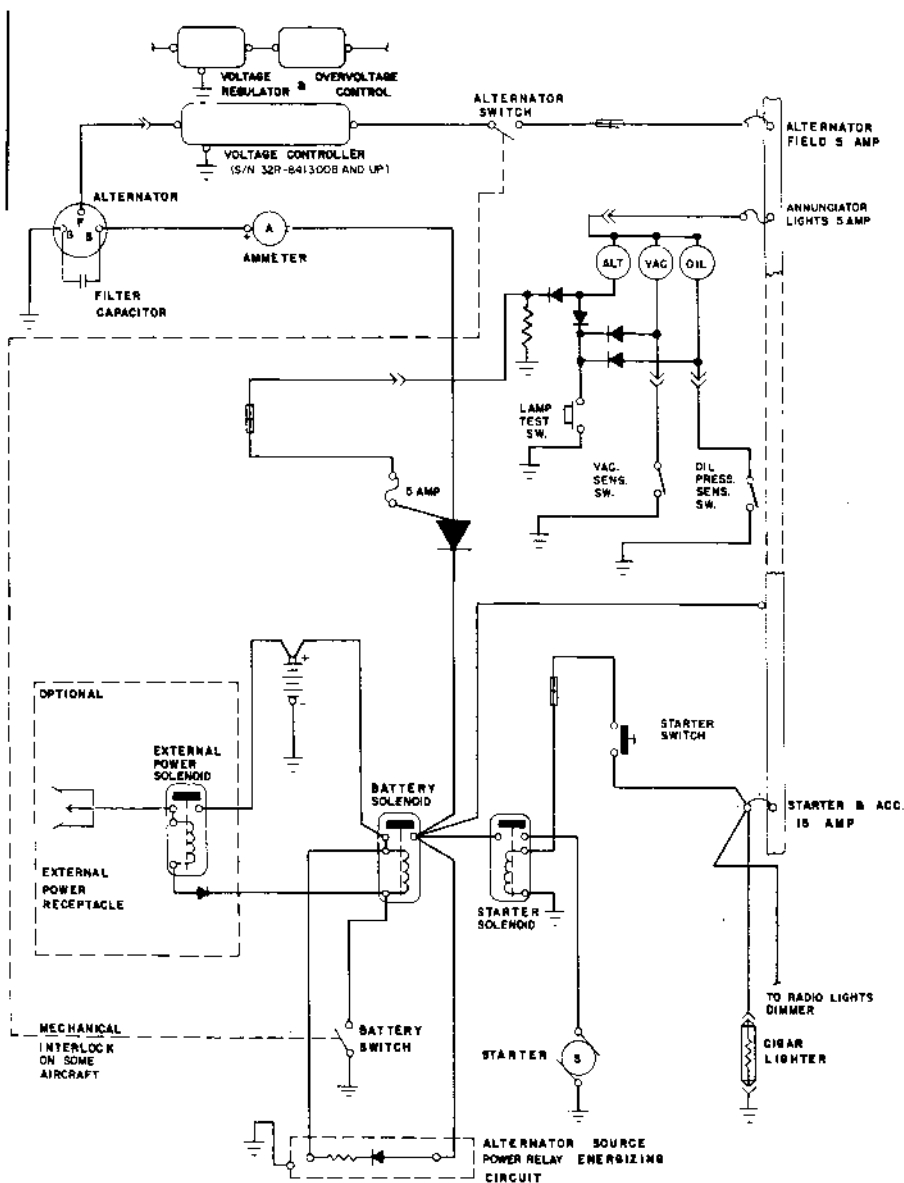 VOLTAGE
REGULATOR
&
OVERVOLTAGE
CONTROL
ALTERNATOR
SWITCH
ALTERNATOR
FIELD 5 AMP
VOLTAGE CONTROLLER
(S/N 32R-8413008 AND UP)
ALTERNATOR
F
G
B
+
A
AMMETER
ANNUNCIATOR
LIGHTS 5 AMP
ALT
VAC
OIL
FILTER
CAPACITOR
LAMP
TEST
SW.
VAC.
SENS.
SW.
OIL
PRESS.
SENS.
SW.
5 AMP
+
-
OPTIONAL
EXTERNAL
POWER
SOLENOID
BATTERY
SOLENOID
STARTER
SWITCH
STARTER & ACC.
15 AMP
EXTERNAL
POWER
RECEPTACLE
STARTER
SOLENOID
TO RADIO LIGHTS
DIMMER
MECHANICAL
INTERLOCK
ON SOME
AIRCRAFT
BATTERY
SWITCH
STARTER
S
CIGAR
LIGHTER
ALTERNATOR SOURCE
POWER RELAY ENERGIZING
CIRCUIT